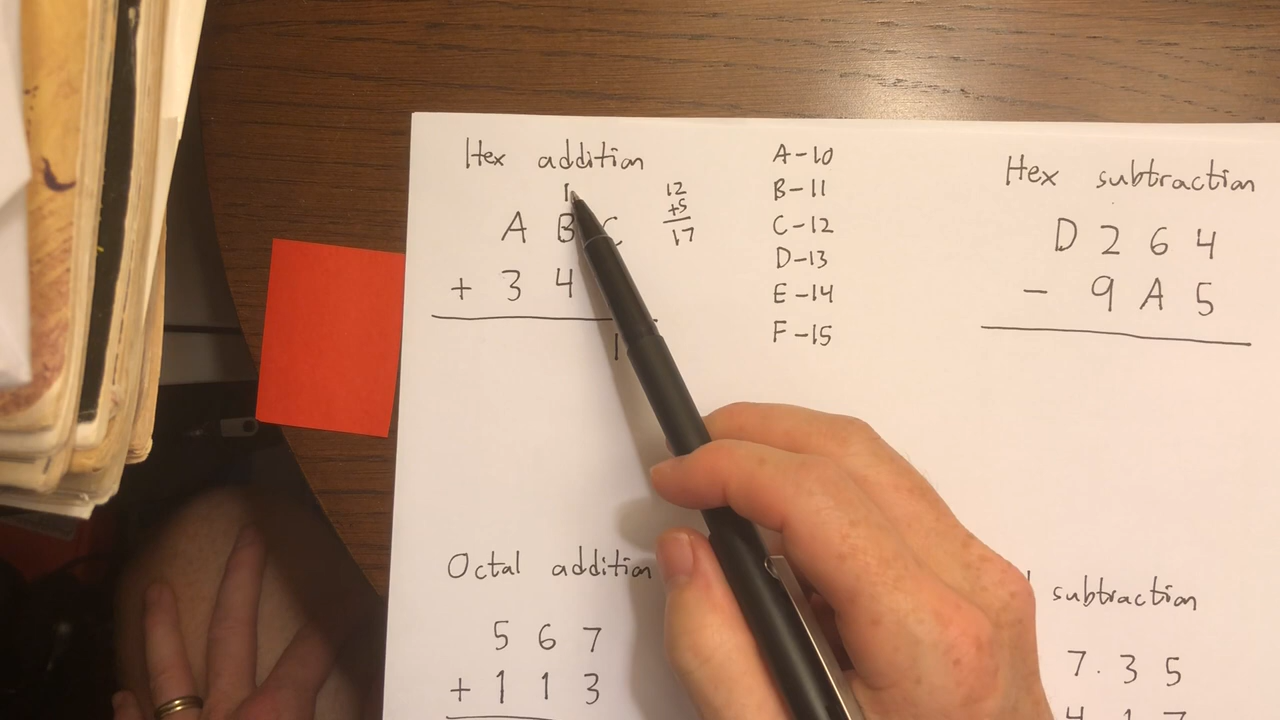 Hex addition
1
A B C
+ 3 4
1
12
+5
17
A-10
B-11
C-12
D-13
E-14
F-15
Hex subtraction
D 2 6 4
- 9 A 5
Octal addition
5 6 7
+ 1 1 3
subtraction
7.3 5